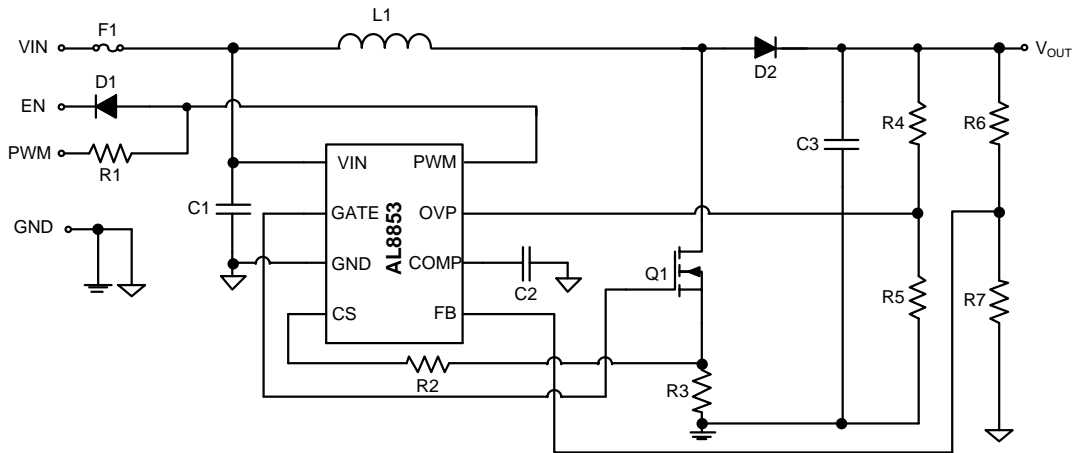 F1
L1
VIN
V_OUT
D2
D1
EN
R4
R6
C3
PWM
R1
VIN
PWM
C1
GATE
OVP
GND
AL8853
GND
COMP
Q1
C2
R5
R7
CS
FB
R2
R3